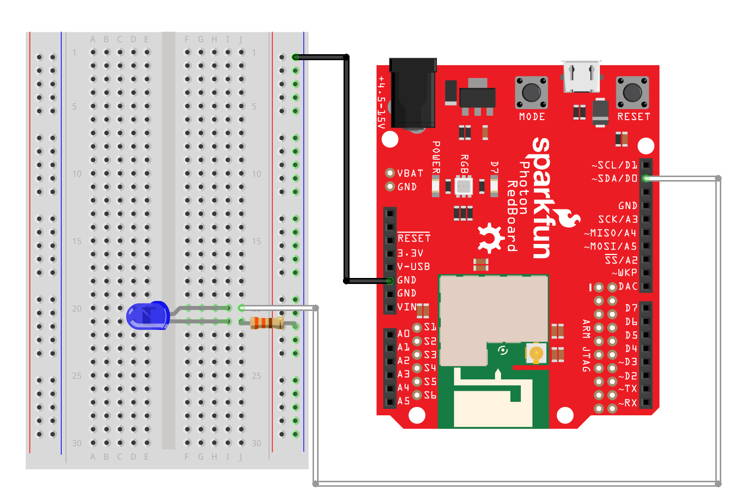 A B C D E
F G H I J
1
1
5
5
10
10
15
15
20
20
25
25
30
30
A B C D E
F G H I J
+4.5-15V
MODE
RESET
POWER
RGB
D7
sparkfun
Photon
RedBoard
VBAT
GND
RESET
3.3V
V-USB
GND
GND
VIN
A0
A1
A2
A3
A4
A5
S1
S2
S3
S4
S5
S6
~SCL/D1
~SDA/D0
GND
SCK/A3
~MISO/A4
~MOSI/A5
SS/A2
~WKP
DAC
1
ARM JTAG
D7
D6
D5
D4
~D3
~D2
~TX
~RX